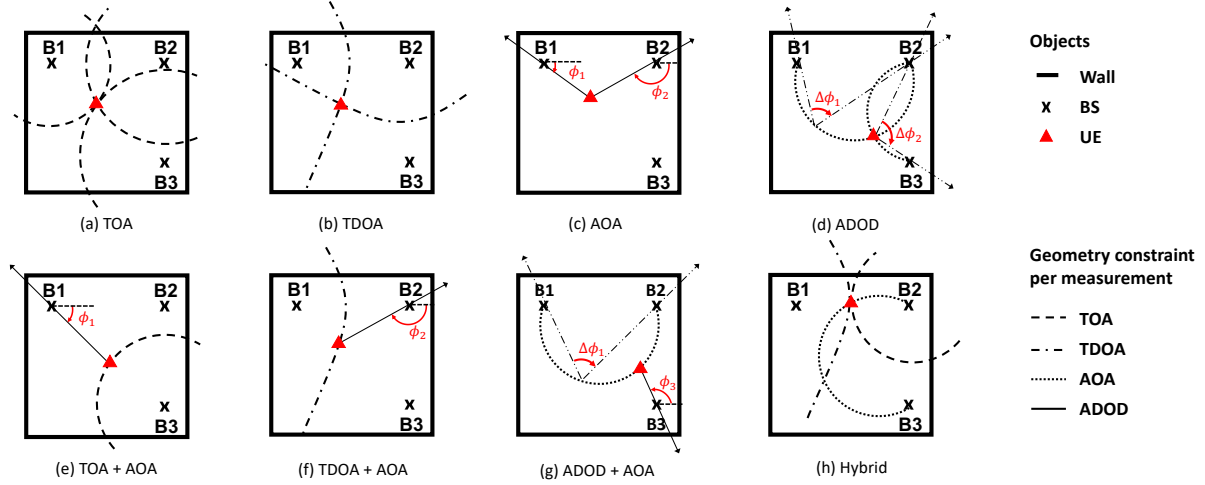 B1
B2
B3
(a) TOA
B1
B2
B3
(b) TDOA
B1
B2
ϕ₁
ϕ₂
B3
(c) AOA
B1
B2
Δϕ₁
Δϕ₂
B3
(d) ADOD
Objects
Wall
BS
UE
B1
B2
ϕ₁
B3
(e) TOA + AOA
B1
B2
ϕ₂
B3
(f) TDOA + AOA
B1
B2
Δϕ₁
ϕ₃
B3
(g) ADOD + AOA
B1
B2
B3
(h) Hybrid
Geometry constraint
per measurement
TOA
TDOA
AOA
ADOD